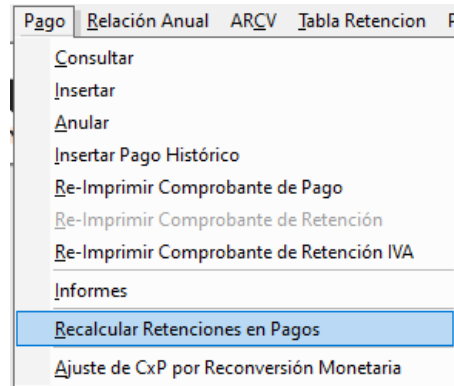 Pago Relación Anual ARCV Tabla Retencion P
Consultar
Insertar
Anular
Insertar Pago Histórico
Re-Imprimir Comprobante de Pago
Re-Imprimir Comprobante de Retención
Re-Imprimir Comprobante de Retención IVA
Informes
Recalcular Retenciones en Pagos
Ajuste de CxP por Reconversión Monetaria